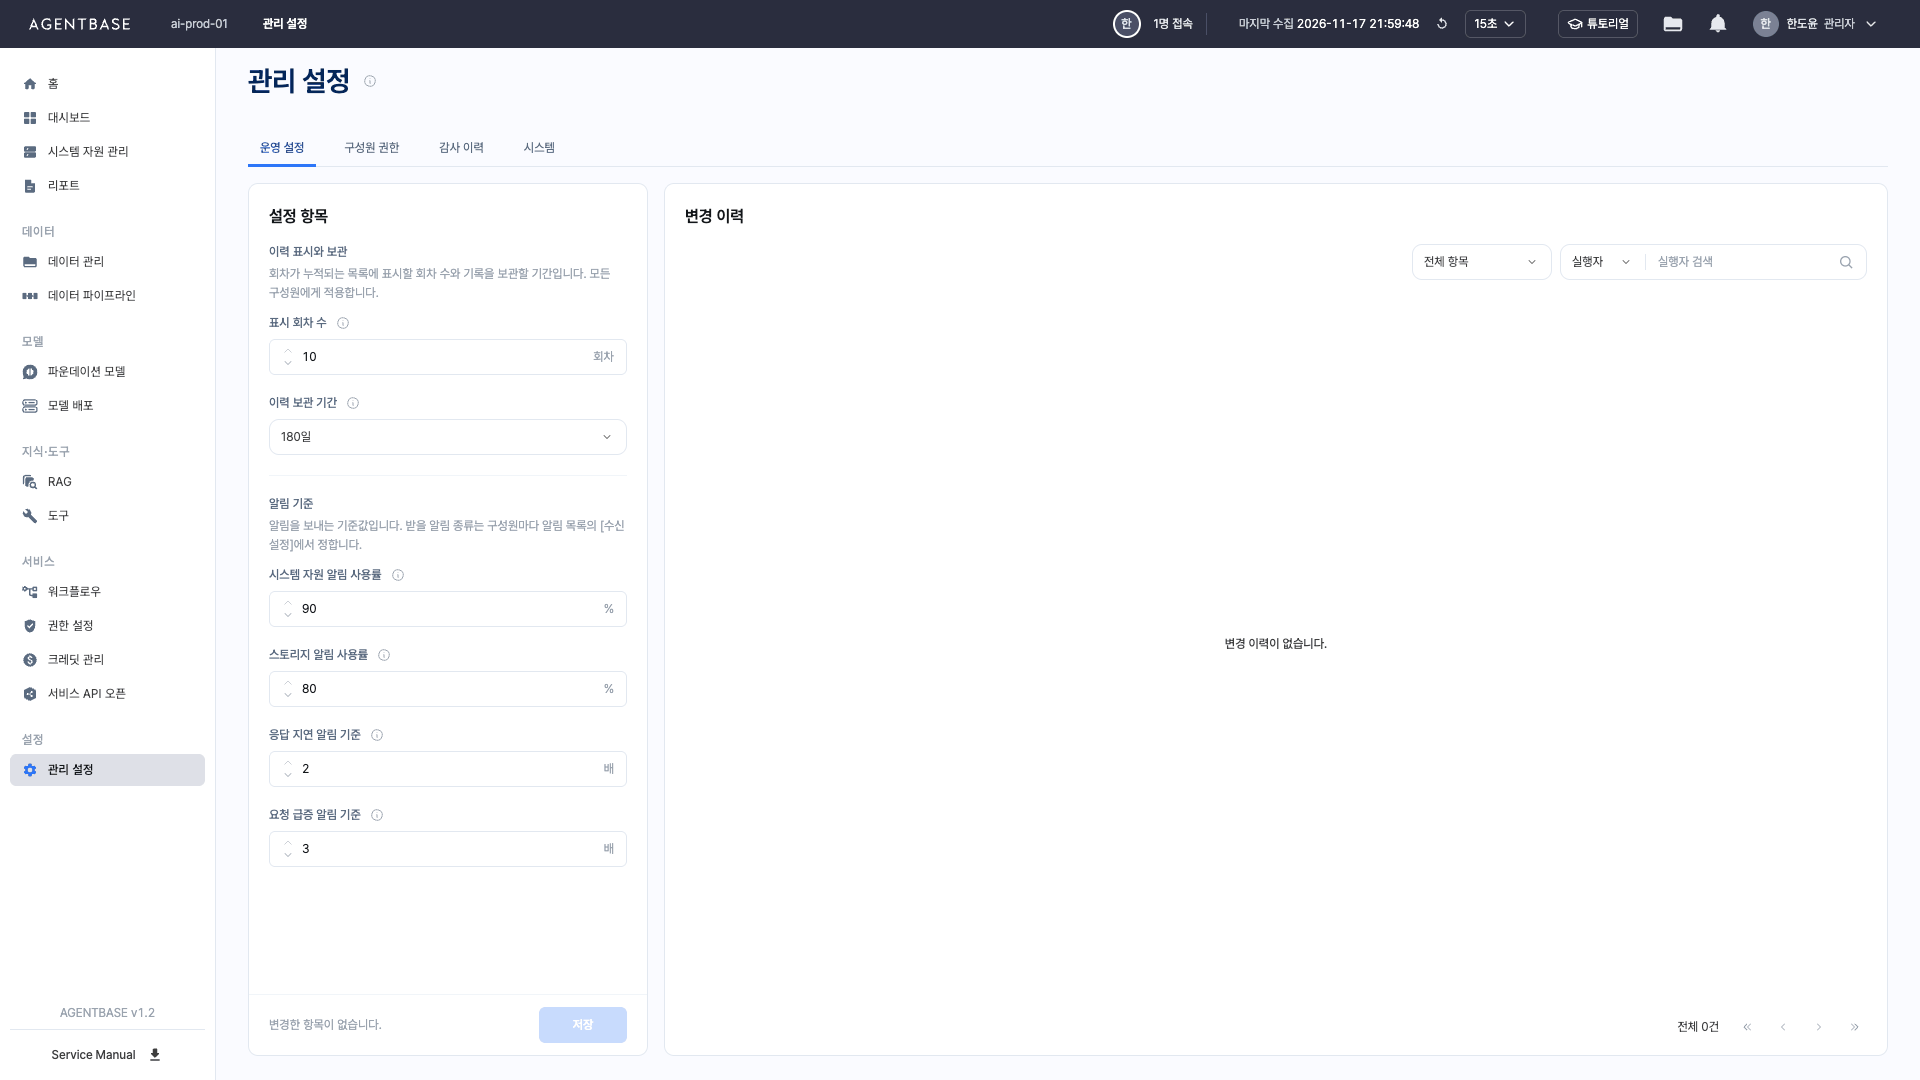 AGENTBASE
ai-prod-01
관리 설정
한
1명 접속
마지막 수집 2026-11-17 21:59:48
15초
튜토리얼
한
한도윤 관리자
홈
대시보드
시스템 자원 관리
리포트
데이터
데이터 관리
데이터 파이프라인
모델
파운데이션 모델
모델 배포
지식·도구
RAG
도구
서비스
워크플로우
권한 설정
크레딧 관리
서비스 API 오픈
설정
관리 설정
AGENTBASE v1.2
Service Manual
관리 설정
운영 설정
구성원 권한
감사 이력
시스템
설정 항목
이력 표시와 보관
회차가 누적되는 목록에 표시할 회차 수와 기록을 보관할 기간입니다. 모든
구성원에게 적용합니다.
표시 회차 수
10
회차
이력 보관 기간
180일
알림 기준
알림을 보내는 기준값입니다. 받을 알림 종류는 구성원마다 알림 목록의 [수신
설정]에서 정합니다.
시스템 자원 알림 사용률
90
%
스토리지 알림 사용률
80
%
응답 지연 알림 기준
2
배
요청 급증 알림 기준
3
배
변경한 항목이 없습니다.
저장
변경 이력
전체 항목
실행자
실행자 검색
변경 이력이 없습니다.
전체 0건